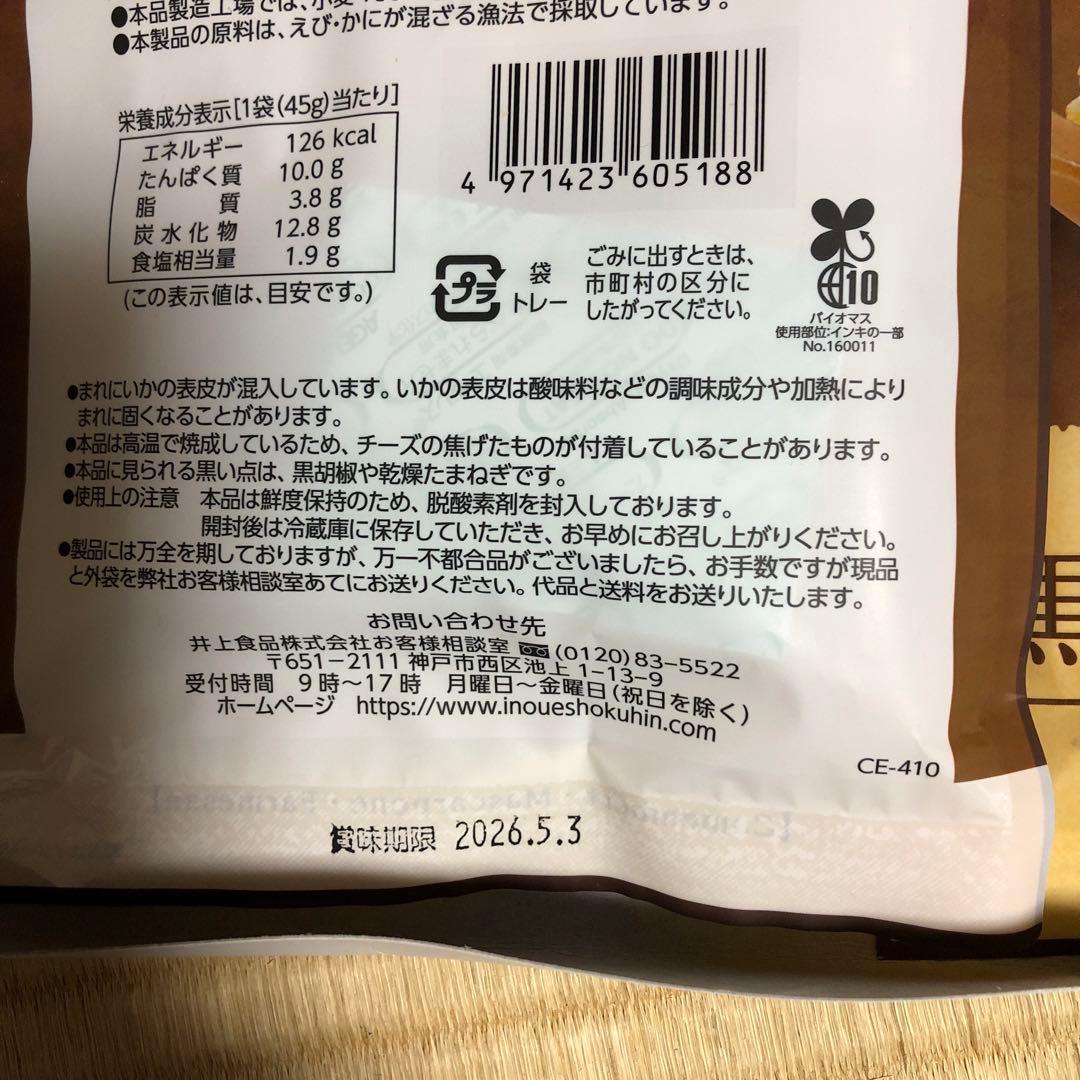 ●本品製造工場では、小麦
●本製品の原料は、えび・かにが混ざる漁法で採取しています。
栄養成分表示[1袋(45g)当たり]
エネルギー 126 kcal
たんぱく質 10.0 g
脂質 3.8 g
炭水化物 12.8 g
食塩相当量 1.9 g
(この表示値は、目安です。)
4 971423 605188
プラ
袋
トレー
ごみに出すときは、
市町村の区分に
したがってください。
10
バイオマス
使用部位:インキの一部
No.160011
●まれにいかの表皮が混入しています。いかの表皮は酸味料などの調味成分や加熱により
まれに固くなることがあります。
●本品は高温で焼成しているため、チーズの焦げたものが付着していることがあります。
●本品に見られる黒い点は、黒胡椒や乾燥たまねぎです。
●使用上の注意 本品は鮮度保持のため、脱酸素剤を封入しております。
開封後は冷蔵庫に保存していただき、お早めにお召し上がりください。
●製品には万全を期しておりますが、万一不都合品がございましたら、お手数ですが現品
と外袋を弊社お客様相談室あてにお送りください。代品と送料をお送りいたします。
お問い合わせ先
井上食品株式会社お客様相談室 (0120)83-5522
〒651-2111 神戸市西区池上 1-13-9
受付時間 9時〜17時 月曜日〜金曜日(祝日を除く)
ホームページ https://www.inoueshokuhin.com
CE-410
賞味期限 2026.5.3
黒